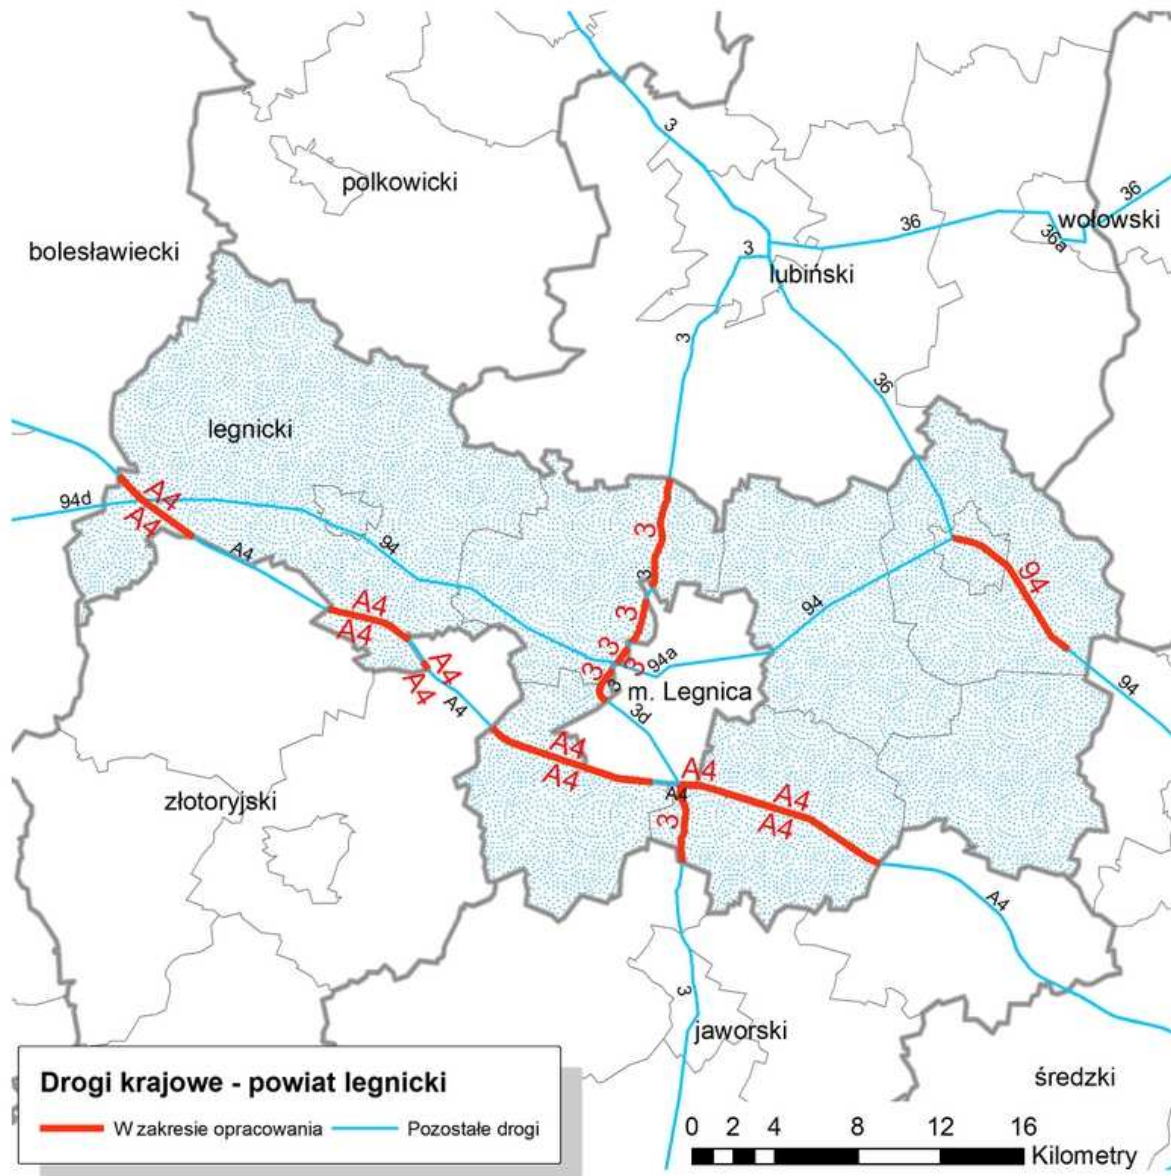 3
36
polkowicki
36
wołowski
36a
bolesławiecki
3
lubiński
3
36
legnicki
94d
A4
A4
3
A4
94
3
94
94
A4
A4
3
3
3
94a
A4
A4
3
3
m. Legnica
94
A4
3d
A4
A4
A4
A4
A4
A4
złotoryjski
3
A4
3
jaworski
średzki
Drogi krajowe - powiat legnicki
W zakresie opracowania
Pozostałe drogi
0 2 4 8 12 16
Kilometry